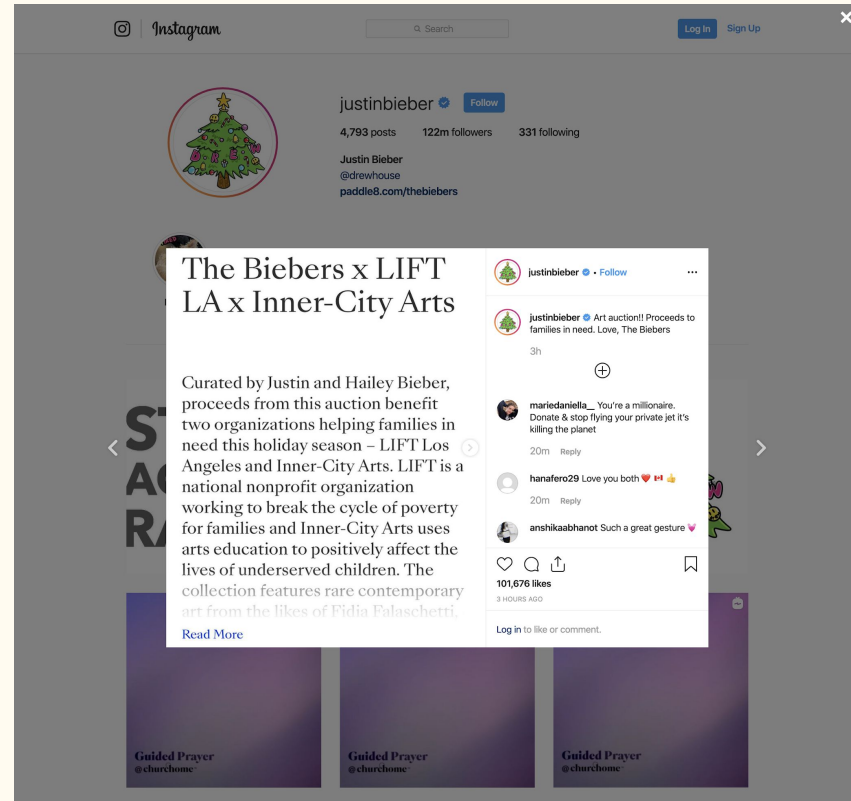 Instagram
Search
Log In
Sign Up
justinbieber
Follow
4,793 posts 122m followers 331 following
Justin Bieber
@drewhouse
paddle8.com/thebiebers
The Biebers x LIFT
LA x Inner-City Arts
Curated by Justin and Hailey Bieber,
proceeds from this auction benefit
two organizations helping families in
need this holiday season – LIFT Los
Angeles and Inner-City Arts. LIFT is a
national nonprofit organization
working to break the cycle of poverty
for families and Inner-City Arts uses
arts education to positively affect the
lives of underserved children. The
collection features rare contemporary
art from the likes of Fidia Falaschetti,
Read More
justinbieber • Follow
justinbieber Art auction!! Proceeds to
families in need. Love, The Biebers
3h
mariedaniella__ You're a millionaire.
Donate & stop flying your private jet it's
killing the planet
20m Reply
hanafero29 Love you both ❤️ 🇨🇦 👍
20m Reply
anshikaabhanot Such a great gesture 💓
101,676 likes
3 HOURS AGO
Log in to like or comment.
Guided Prayer
@churchome
Guided Prayer
@churchome
Guided Prayer
@churchome